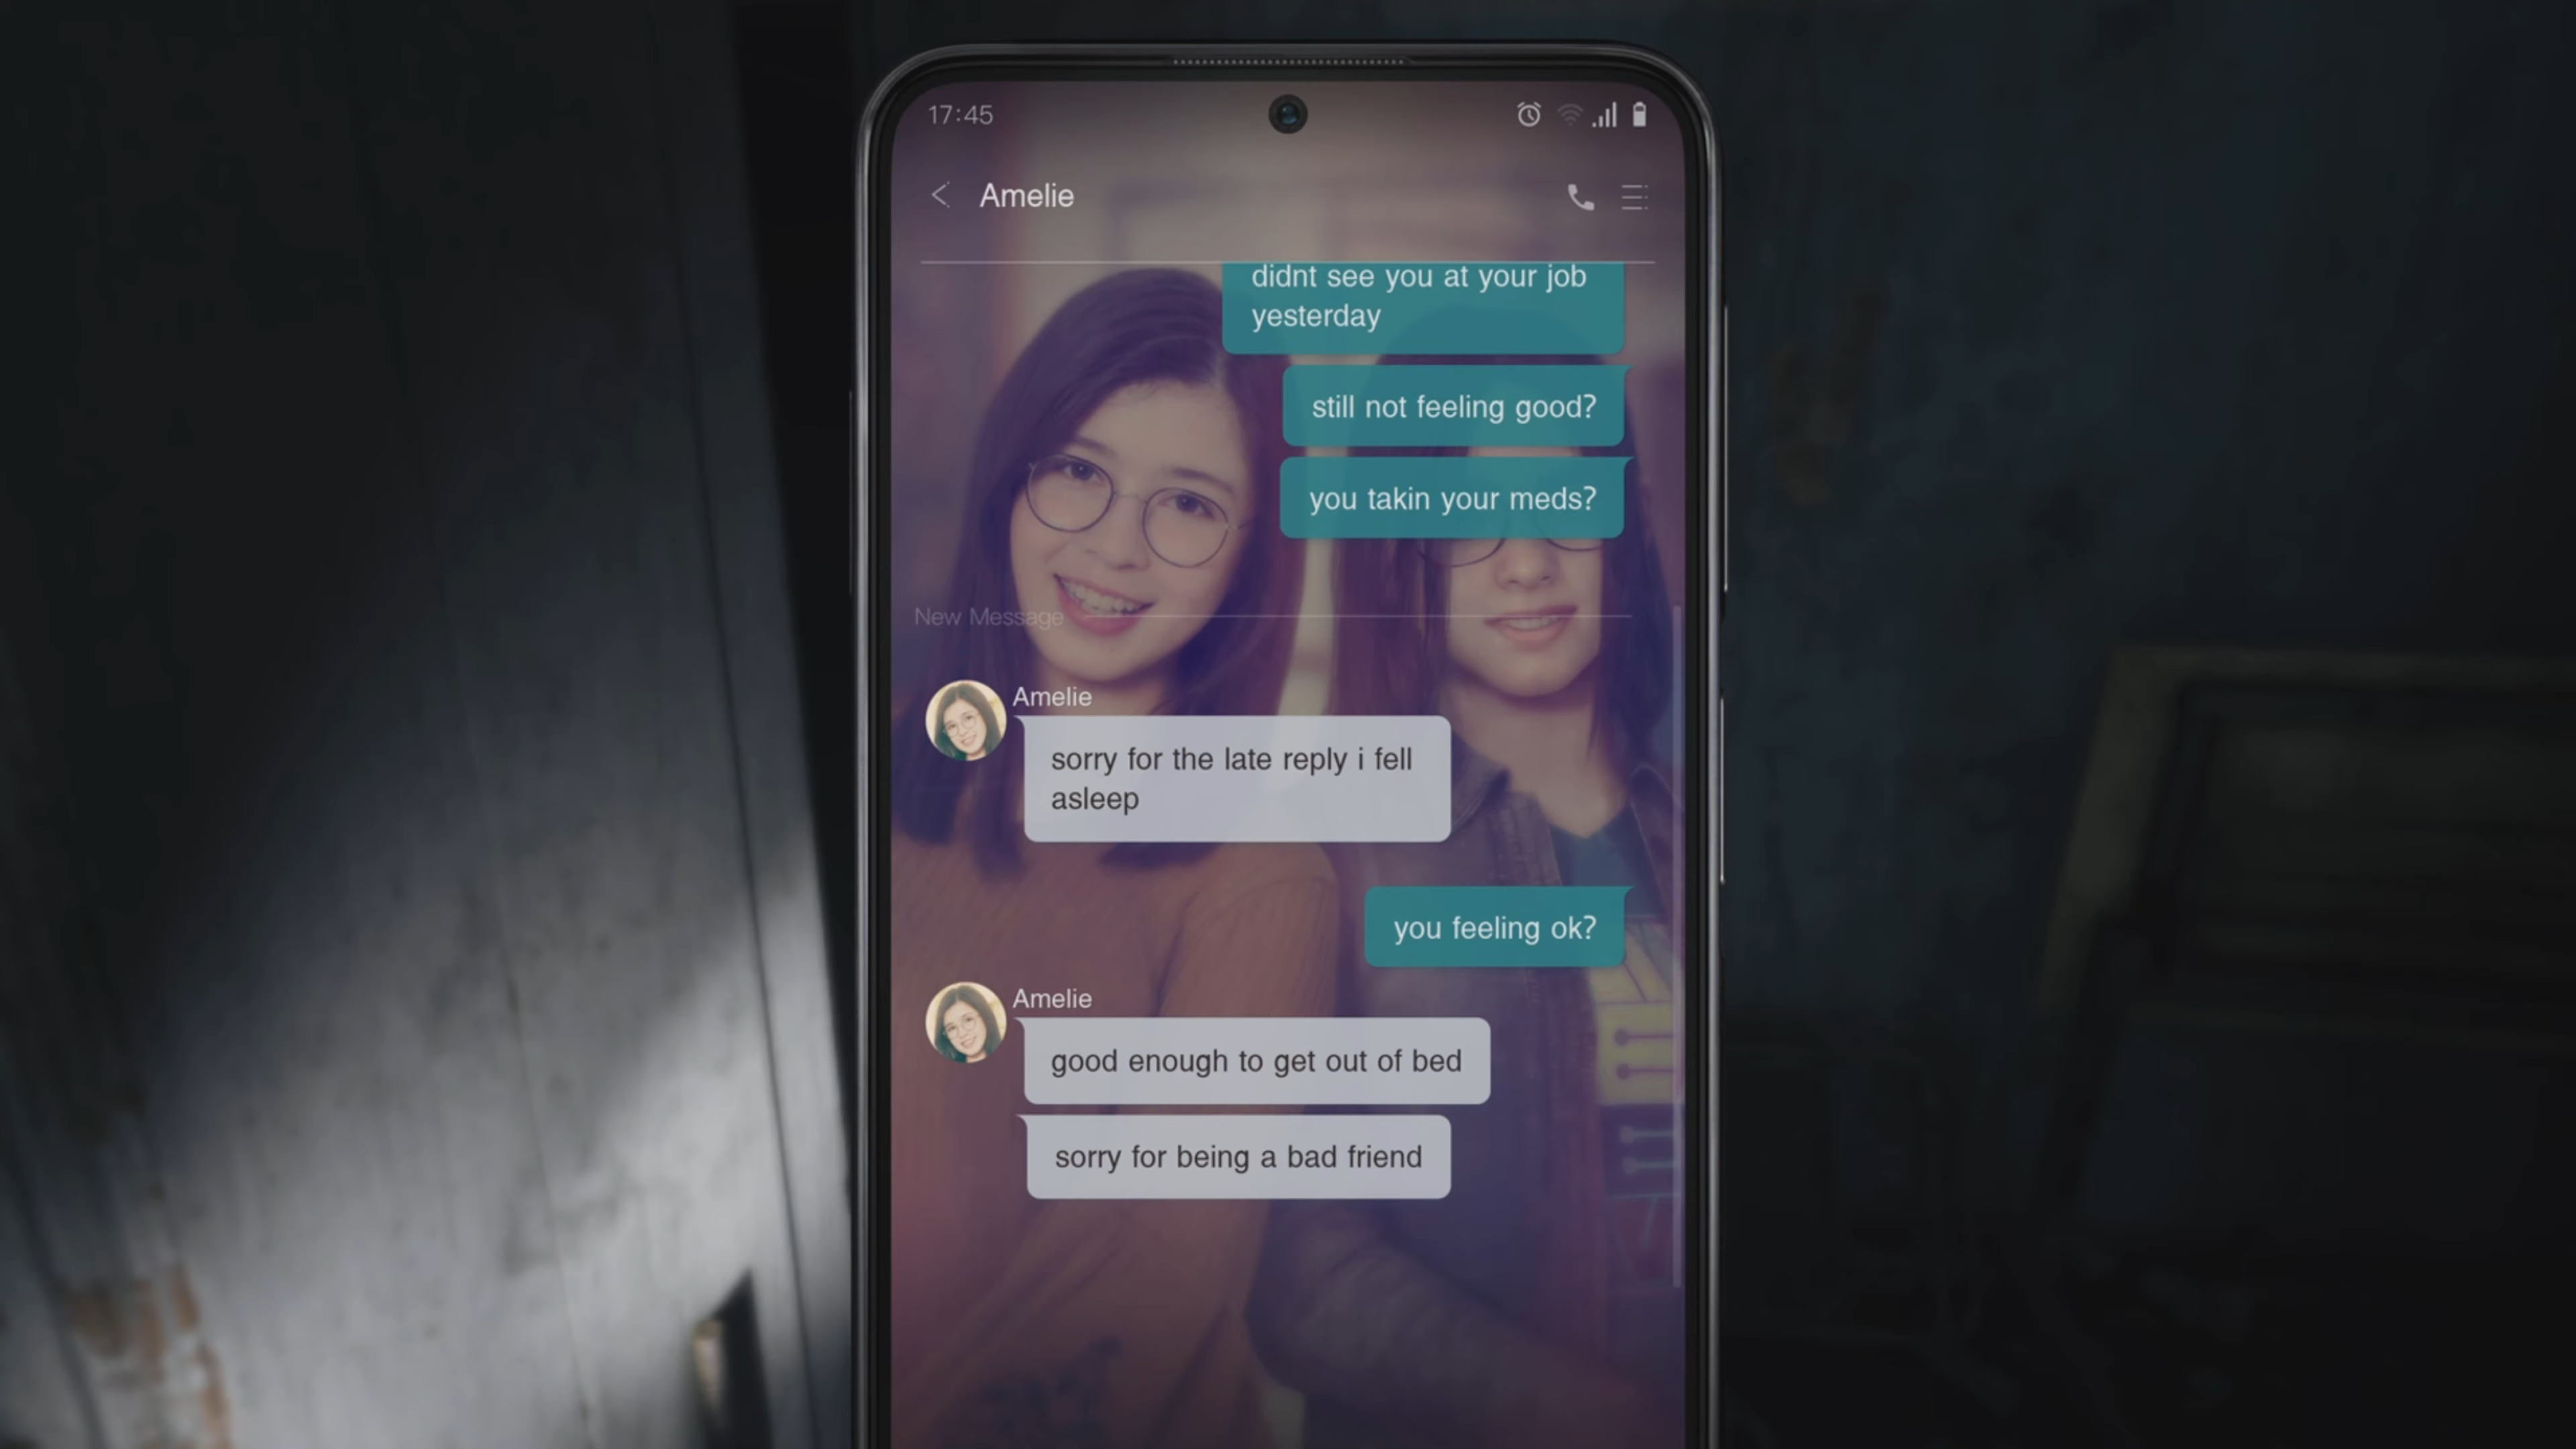 17:45
Amelie
didnt see you at your job
yesterday
still not feeling good?
you takin your meds?
New Message
Amelie
sorry for the late reply i fell
asleep
you feeling ok?
Amelie
good enough to get out of bed
sorry for being a bad friend